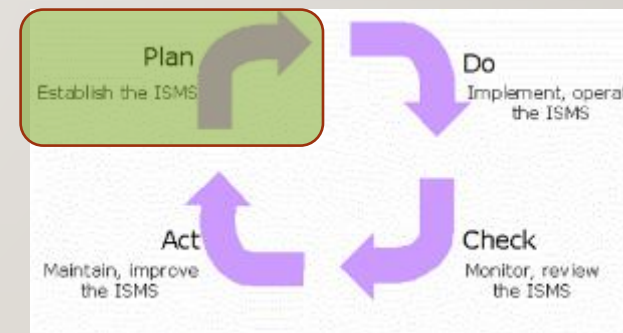 Plan
Establish the ISMS
Do
Implement, operat
the ISMS
Act
Maintain, improve
the ISMS
Check
Monitor, review
the ISMS